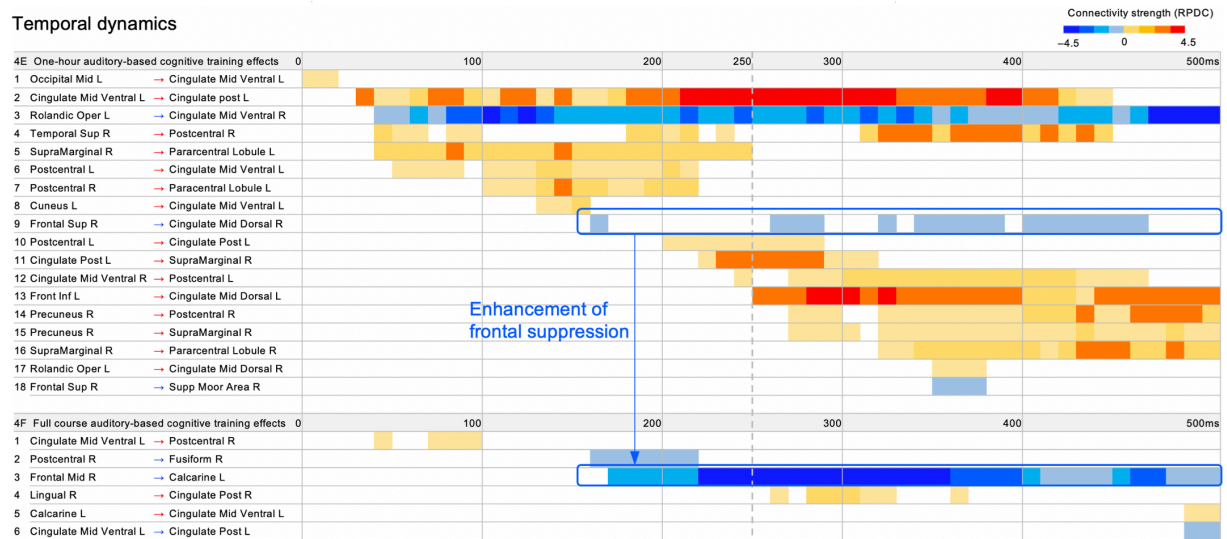 Temporal dynamics
Connectivity strength (RPDC)
−4.5 0 4.5
4E One-hour auditory-based cognitive training effects 0 100 200 250 300 400 500ms
1 Occipital Mid L → Cingulate Mid Ventral L
2 Cingulate Mid Ventral L → Cingulate post L
3 Rolandic Oper L → Cingulate Mid Ventral R
4 Temporal Sup R → Postcentral R
5 SupraMarginal R → Pararcentral Lobule L
6 Postcentral L → Cingulate Mid Ventral L
7 Postcentral R → Paracentral Lobule L
8 Cuneus L → Cingulate Mid Ventral L
9 Frontal Sup R → Cingulate Mid Dorsal R
10 Postcentral L → Cingulate Post L
11 Cingulate Post L → SupraMarginal R
12 Cingulate Mid Ventral R → Postcentral L
13 Front Inf L → Cingulate Mid Dorsal L
14 Precuneus R → Postcentral R
15 Precuneus R → SupraMarginal R
16 SupraMarginal R → Pararcentral Lobule R
17 Rolandic Oper L → Cingulate Mid Dorsal R
18 Frontal Sup R → Supp Moor Area R
Enhancement of
frontal suppression
4F Full course auditory-based cognitive training effects 0 100 200 300 400 500ms
1 Cingulate Mid Ventral L → Postcentral R
2 Postcentral R → Fusiform R
3 Frontal Mid R → Calcarine L
4 Lingual R → Cingulate Post R
5 Calcarine L → Cingulate Mid Ventral L
6 Cingulate Mid Ventral L → Cingulate Post L